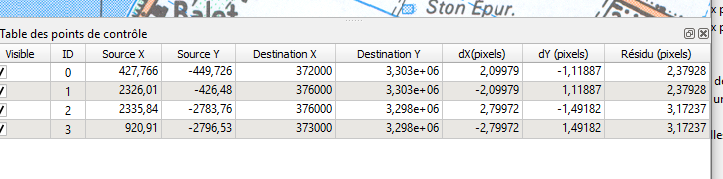 Balot
Ston Epur.
x p
x p
Table des points de contrôle
Visible ID Source X Source Y Destination X Destination Y dX(pixels) dY (pixels) Résidu (pixels)
0 427,766 -449,726 372000 3,303e+06 2,09979 -1,11887 2,37928
1 2326,01 -426,48 376000 3,303e+06 -2,09979 1,11887 2,37928
2 2335,84 -2783,76 376000 3,298e+06 2,79972 -1,49182 3,17237
3 920,91 -2796,53 373000 3,298e+06 -2,79972 1,49182 3,17237